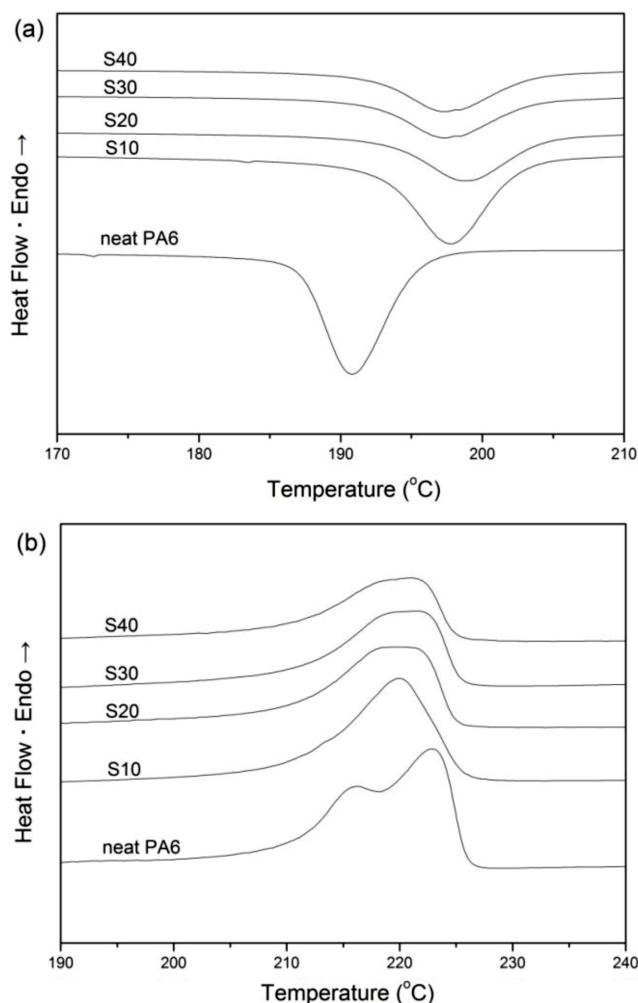 (a)
S40
S30
S20
S10
neat PA6
Heat Flow · Endo →
170 180 190 200 210
Temperature (°C)
(b)
S40
S30
S20
S10
neat PA6
Heat Flow · Endo →
190 200 210 220 230 240
Temperature (°C)